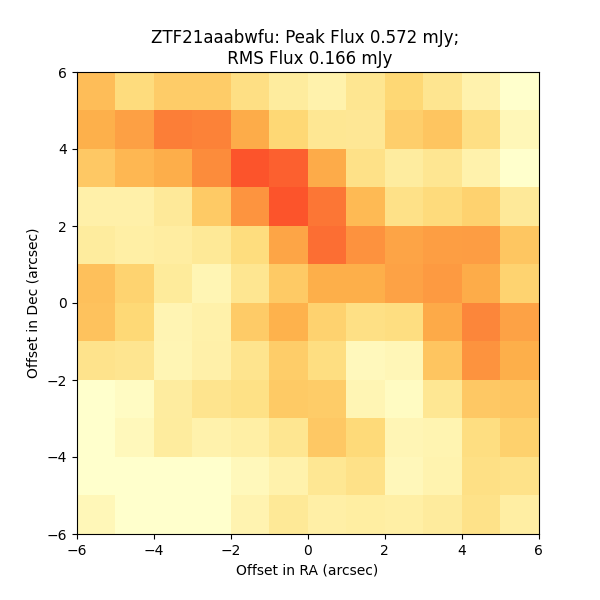 ZTF21aaabwfu: Peak Flux 0.572 mJy;
RMS Flux 0.166 mJy
6
4
2
0
−2
−4
−6
Offset in Dec (arcsec)
−6 −4 −2 0 2 4 6
Offset in RA (arcsec)